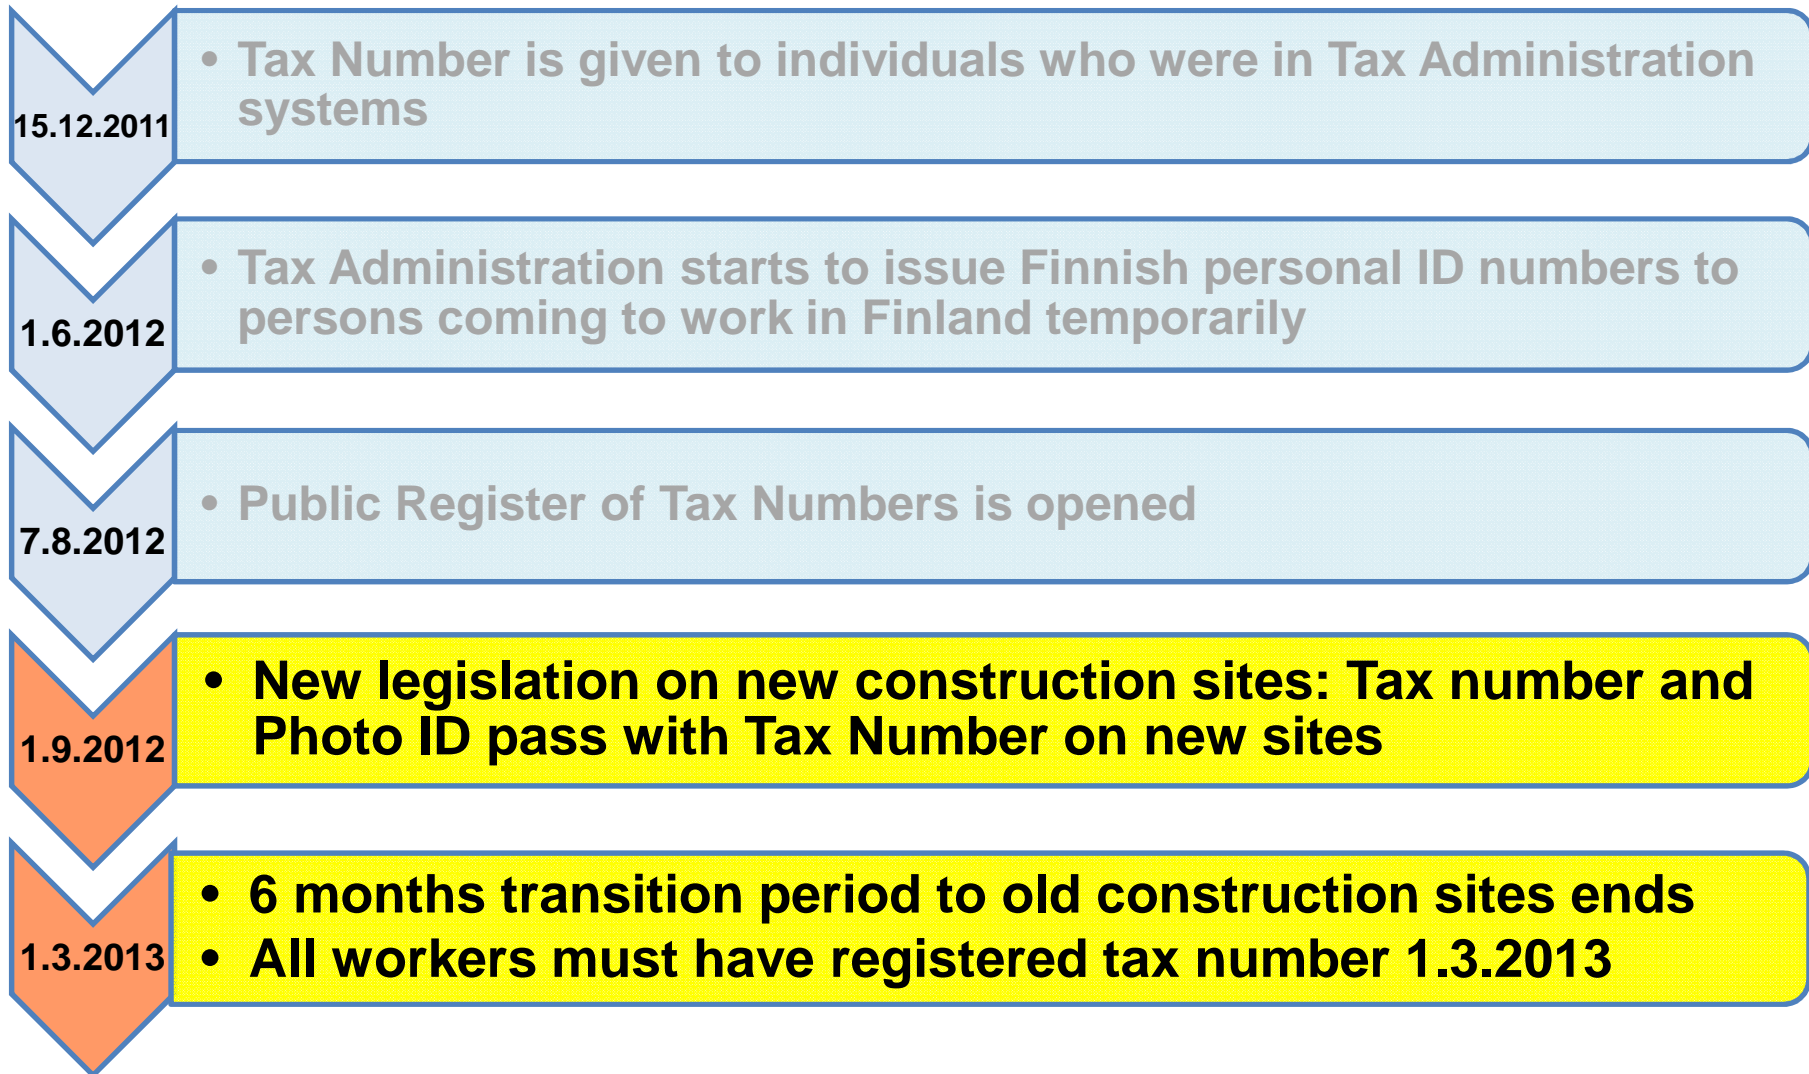 15.12.2011
• Tax Number is given to individuals who were in Tax Administration
systems
1.6.2012
• Tax Administration starts to issue Finnish personal ID numbers to
persons coming to work in Finland temporarily
7.8.2012
• Public Register of Tax Numbers is opened
1.9.2012
• New legislation on new construction sites: Tax number and
Photo ID pass with Tax Number on new sites
1.3.2013
• 6 months transition period to old construction sites ends
• All workers must have registered tax number 1.3.2013